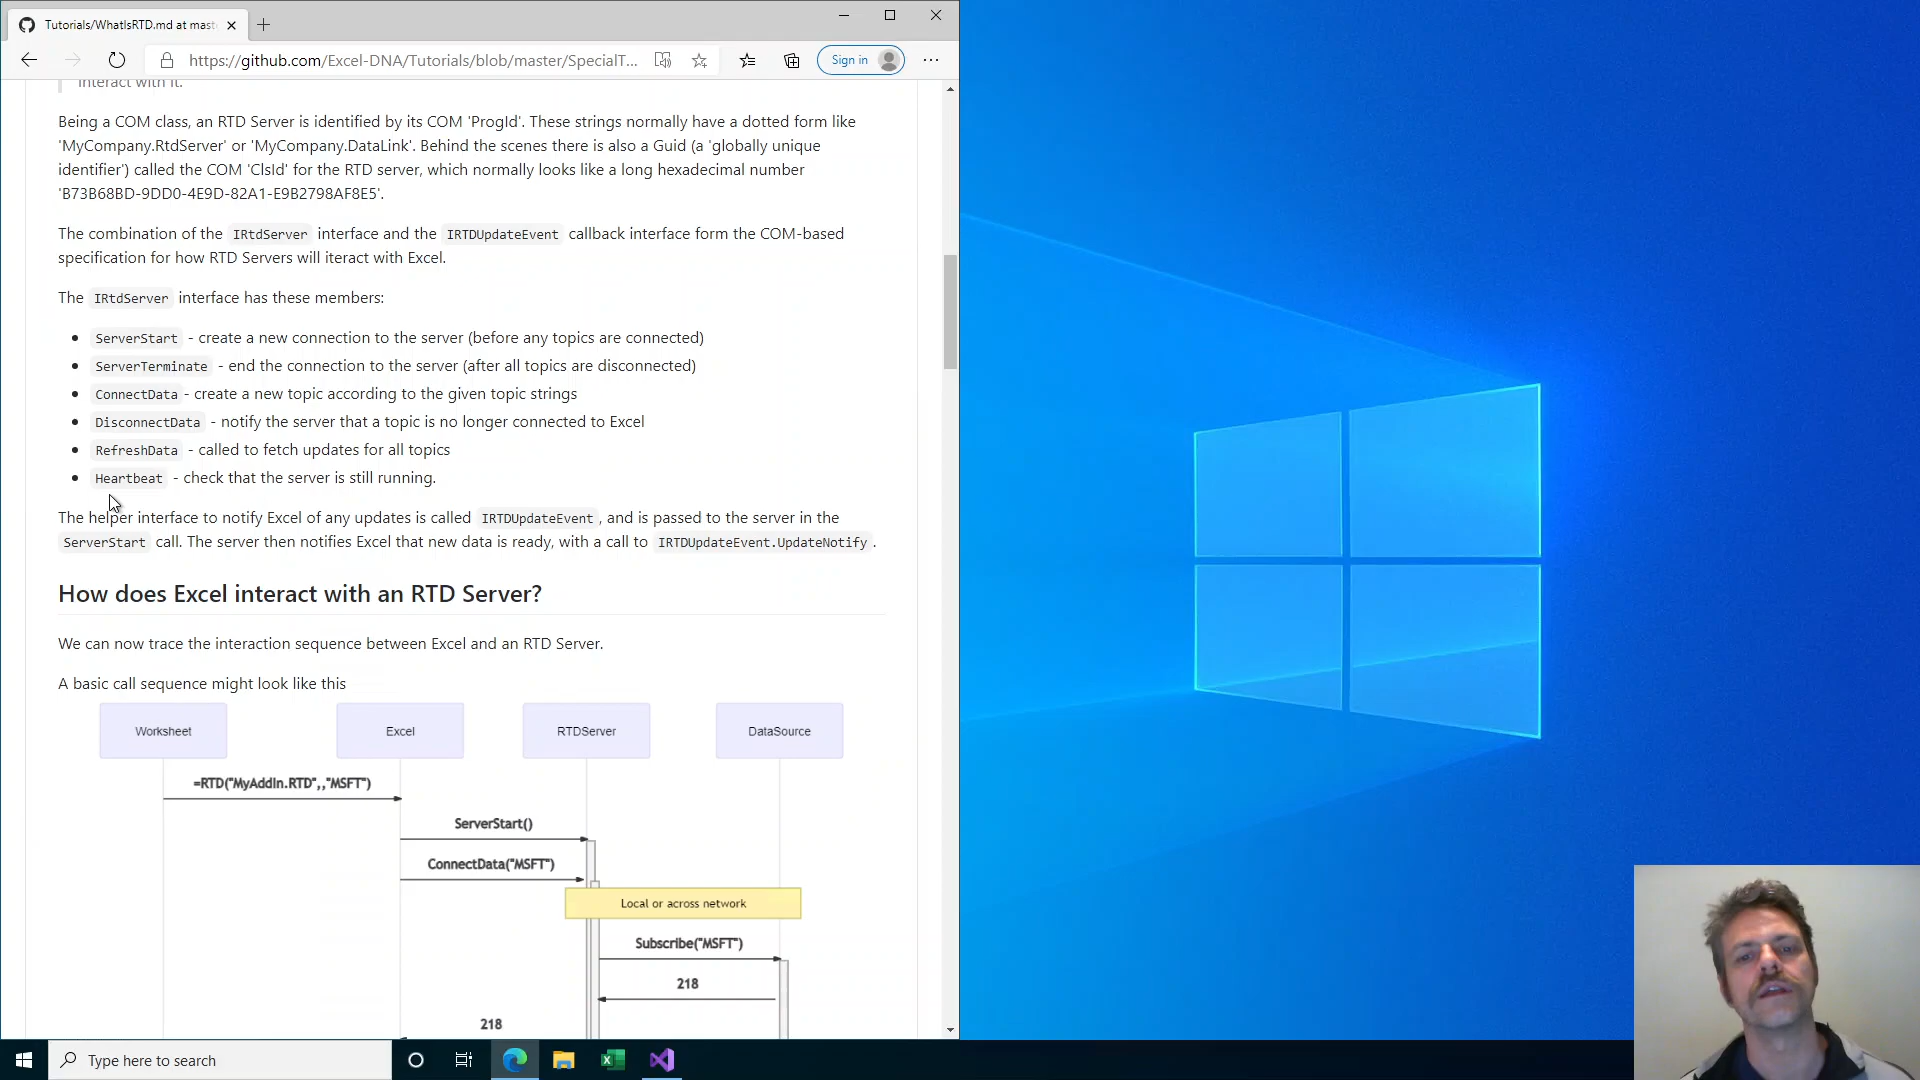 Tutorials/WhatIsRTD.md at mast
https://github.com/Excel-DNA/Tutorials/blob/master/SpecialT...
Sign in
interact with it.
Being a COM class, an RTD Server is identified by its COM 'ProgId'. These strings normally have a dotted form like
'MyCompany.RtdServer' or 'MyCompany.DataLink'. Behind the scenes there is also a Guid (a 'globally unique
identifier') called the COM 'ClsId' for the RTD server, which normally looks like a long hexadecimal number
'B73B68BD-9DD0-4E9D-82A1-E9B2798AF8E5'.
The combination of the IRtdServer interface and the IRTDUpdateEvent callback interface form the COM-based
specification for how RTD Servers will iteract with Excel.
The IRtdServer interface has these members:
ServerStart - create a new connection to the server (before any topics are connected)
ServerTerminate - end the connection to the server (after all topics are disconnected)
ConnectData - create a new topic according to the given topic strings
DisconnectData - notify the server that a topic is no longer connected to Excel
RefreshData - called to fetch updates for all topics
Heartbeat - check that the server is still running.
The helper interface to notify Excel of any updates is called IRTDUpdateEvent, and is passed to the server in the
ServerStart call. The server then notifies Excel that new data is ready, with a call to IRTDUpdateEvent.UpdateNotify.
How does Excel interact with an RTD Server?
We can now trace the interaction sequence between Excel and an RTD Server.
A basic call sequence might look like this
Worksheet Excel RTDServer DataSource
=RTD("MyAddIn.RTD",,"MSFT")
ServerStart()
ConnectData("MSFT")
Local or across network
Subscribe("MSFT")
218
218
Type here to search